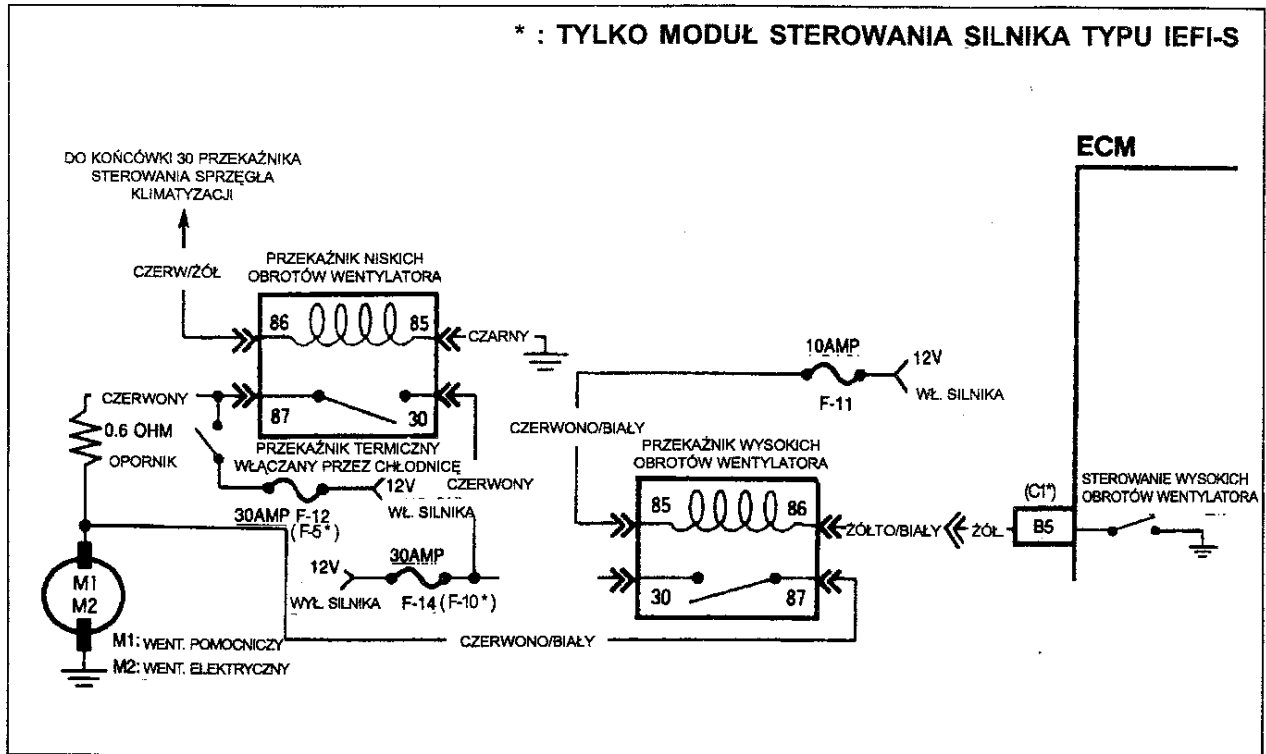 * : TYLKO MODUŁ STEROWANIA SILNIKA TYPU IEFI-S
ECM
DO KOŃCÓWKI 30 PRZEKAŹNIKA
STEROWANIA SPRZĘGŁA
KLIMATYZACJI
CZERW/ŻÓŁ
PRZEKAŹNIK NISKICH
OBROTÓW WENTYLATORA
86
85
CZARNY
CZERWONY
87
30
0.6 OHM
OPORNIK
PRZEKAŹNIK TERMICZNY
WŁĄCZANY PRZEZ CHŁODNICĘ
12V
WŁ. SILNIKA
CZERWONY
30AMP F-12
(F-5*)
12V
30AMP
WYŁ. SILNIKA
F-14 (F-10*)
M1
M2
M1: WENT. POMOCNICZY
M2: WENT. ELEKTRYCZNY
CZERWONO/BIAŁY
10AMP
F-11
12V
WŁ. SILNIKA
CZERWONO/BIAŁY
PRZEKAŹNIK WYSOKICH
OBROTÓW WENTYLATORA
85
86
30
87
ŻÓŁTO/BIAŁY
ŻÓŁ.
(C1*)
B5
STEROWANIE WYSOKICH
OBROTÓW WENTYLATORA